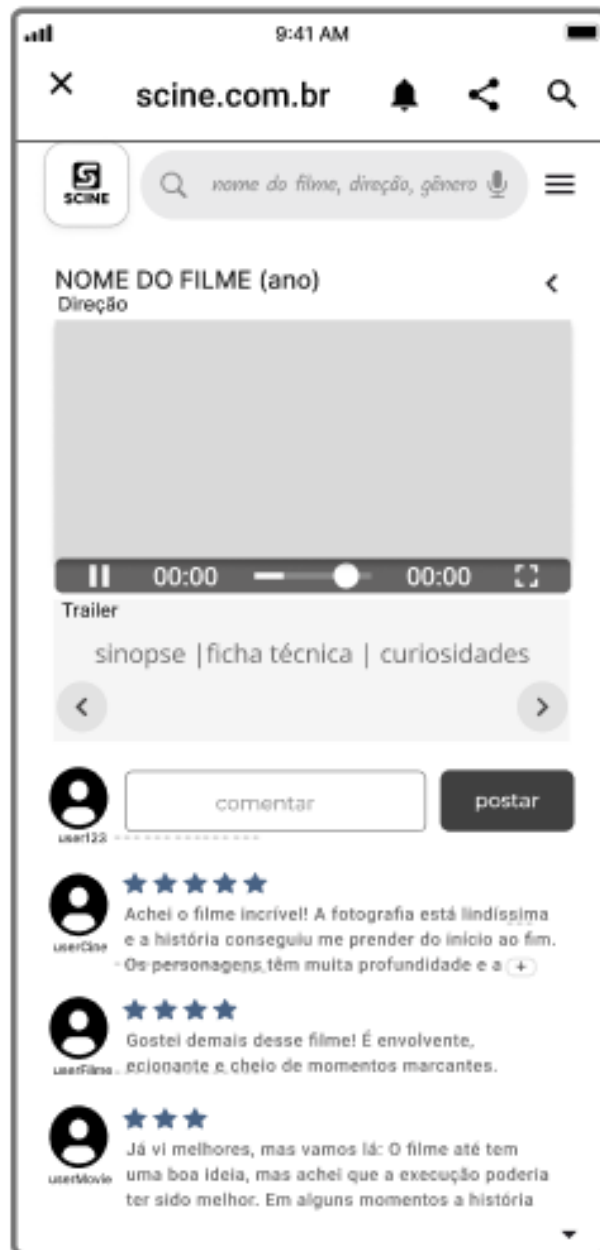 9:41 AM
scine.com.br
SCINE
nome do filme, direção, gênero
NOME DO FILME (ano)
Direção
00:00 00:00
Trailer
sinopse |ficha técnica | curiosidades
comentar
postar
user123
Achei o filme incrível! A fotografia está lindíssima
e a história conseguiu me prender do início ao fim.
Os personagens têm muita profundidade e a +
userCine
Gostei demais desse filme! É envolvente,
ecionante e cheio de momentos marcantes.
userFilme
Já vi melhores, mas vamos lá: O filme até tem
uma boa ideia, mas achei que a execução poderia
ter sido melhor. Em alguns momentos a história
userMovie